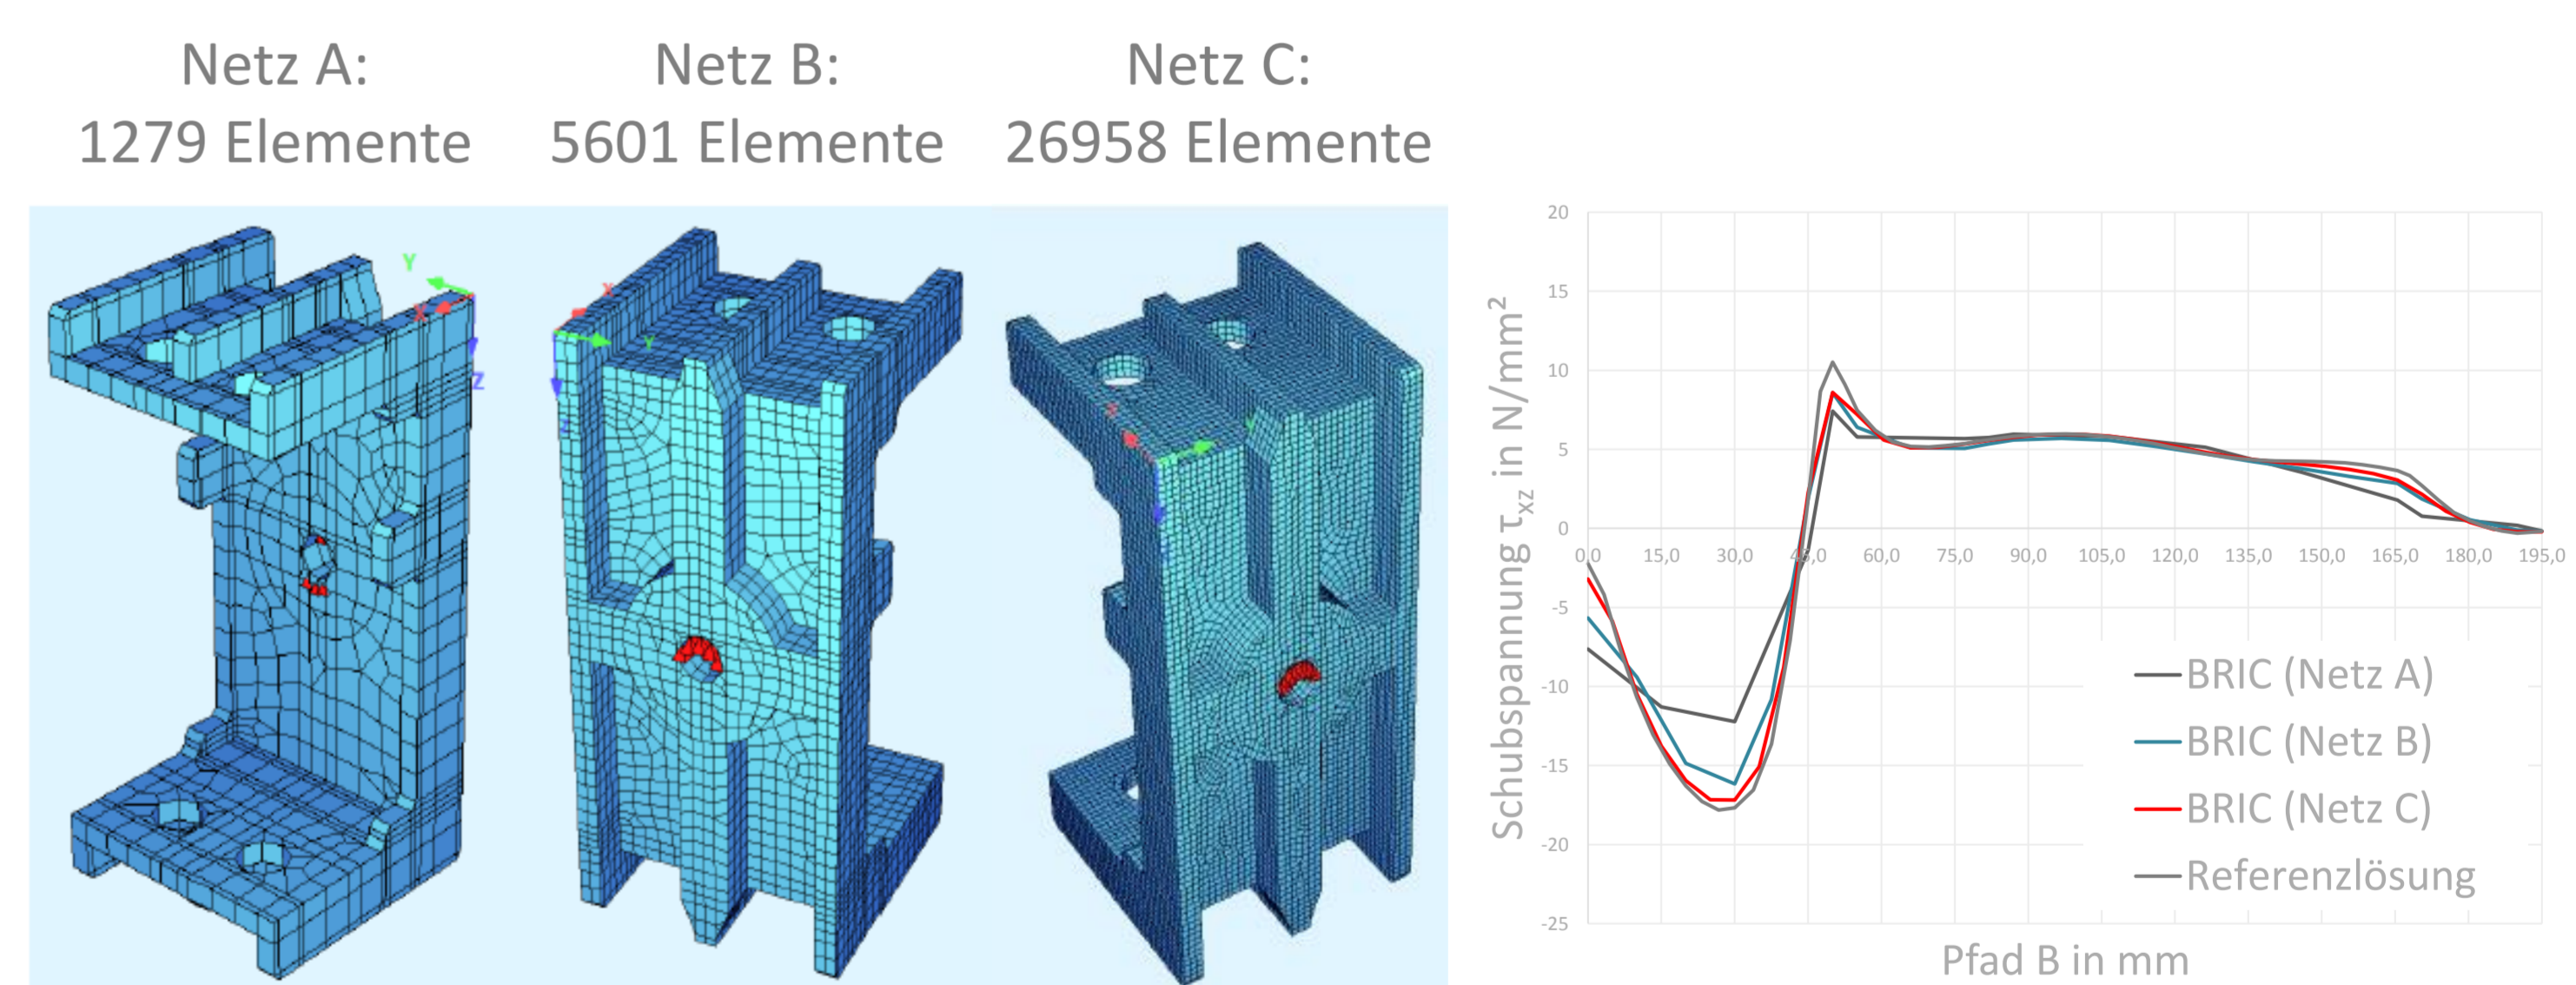 Netz A:
1279 Elemente
Netz B:
5601 Elemente
Netz C:
26958 Elemente
Y
X
Z
X
Y
Z
X
Y
Schubspannung τxz in N/mm²
20
15
10
5
0
-5
-10
-15
-20
-25
0,0 15,0 30,0 45,0 60,0 75,0 90,0 105,0 120,0 135,0 150,0 165,0 180,0 195,0
BRIC (Netz A)
BRIC (Netz B)
BRIC (Netz C)
Referenzlösung
Pfad B in mm